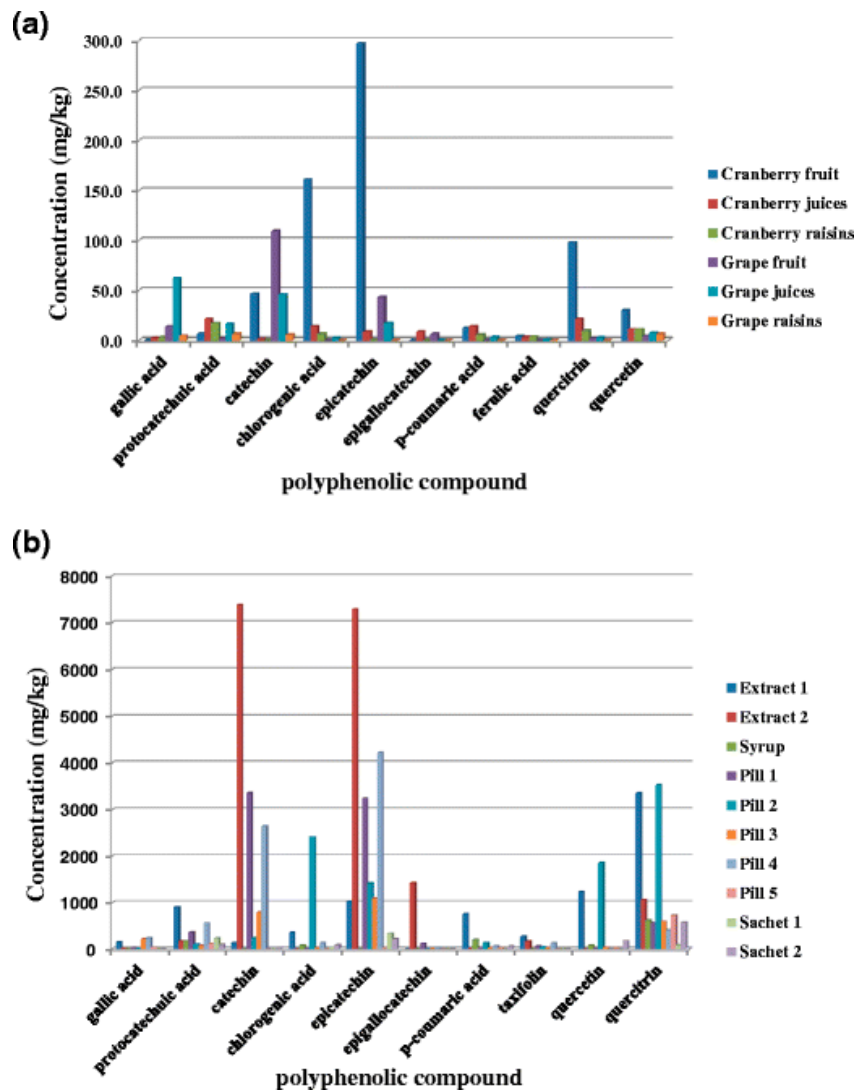 (a)
300.0
250.0
200.0
150.0
100.0
50.0
0.0
Concentration (mg/kg)
gallic acid
protocatechuic acid
catechin
chlorogenic acid
epicatechin
epigallocatechin
p-coumaric acid
ferulic acid
quercitrin
quercetin
polyphenolic compound
Cranberry fruit
Cranberry juices
Cranberry raisins
Grape fruit
Grape juices
Grape raisins
(b)
8000
7000
6000
5000
4000
3000
2000
1000
0
Concentration (mg/kg)
gallic acid
protocatechuic acid
catechin
chlorogenic acid
epicatechin
epigallocatechin
p-coumaric acid
taxifolin
quercetin
quercitrin
polyphenolic compound
Extract 1
Extract 2
Syrup
Pill 1
Pill 2
Pill 3
Pill 4
Pill 5
Sachet 1
Sachet 2